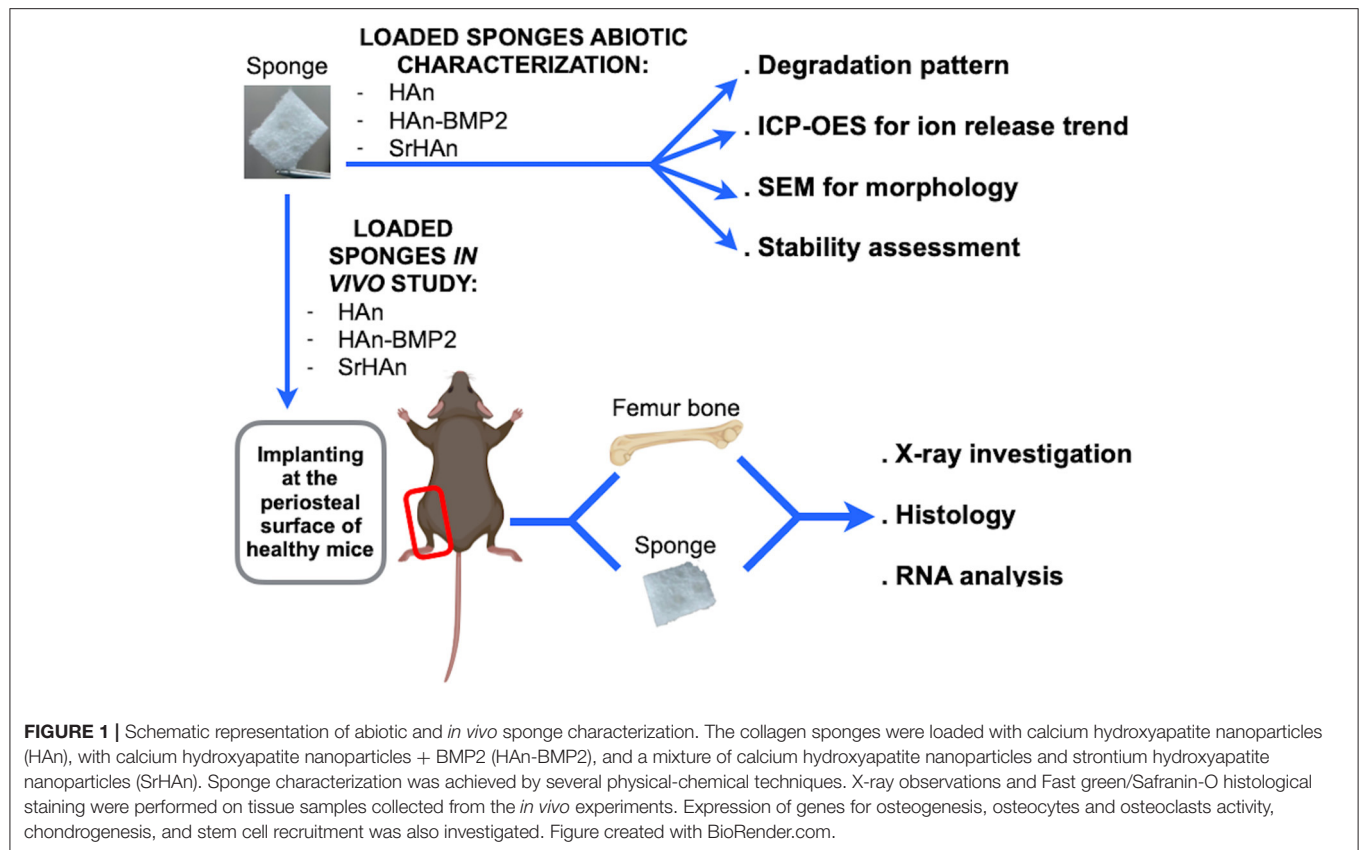 LOADED SPONGES ABIOTIC
CHARACTERIZATION:
Sponge
- HAn
- HAn-BMP2
- SrHAn
. Degradation pattern
. ICP-OES for ion release trend
. SEM for morphology
. Stability assessment
LOADED
SPONGES IN
VIVO STUDY:
- HAn
- HAn-BMP2
- SrHAn
Implanting
at the
periosteal
surface of
healthy mice
Femur bone
Sponge
. X-ray investigation
. Histology
. RNA analysis
FIGURE 1 | Schematic representation of abiotic and in vivo sponge characterization. The collagen sponges were loaded with calcium hydroxyapatite nanoparticles
(HAn), with calcium hydroxyapatite nanoparticles + BMP2 (HAn-BMP2), and a mixture of calcium hydroxyapatite nanoparticles and strontium hydroxyapatite
nanoparticles (SrHAn). Sponge characterization was achieved by several physical-chemical techniques. X-ray observations and Fast green/Safranin-O histological
staining were performed on tissue samples collected from the in vivo experiments. Expression of genes for osteogenesis, osteocytes and osteoclasts activity,
chondrogenesis, and stem cell recruitment was also investigated. Figure created with BioRender.com.